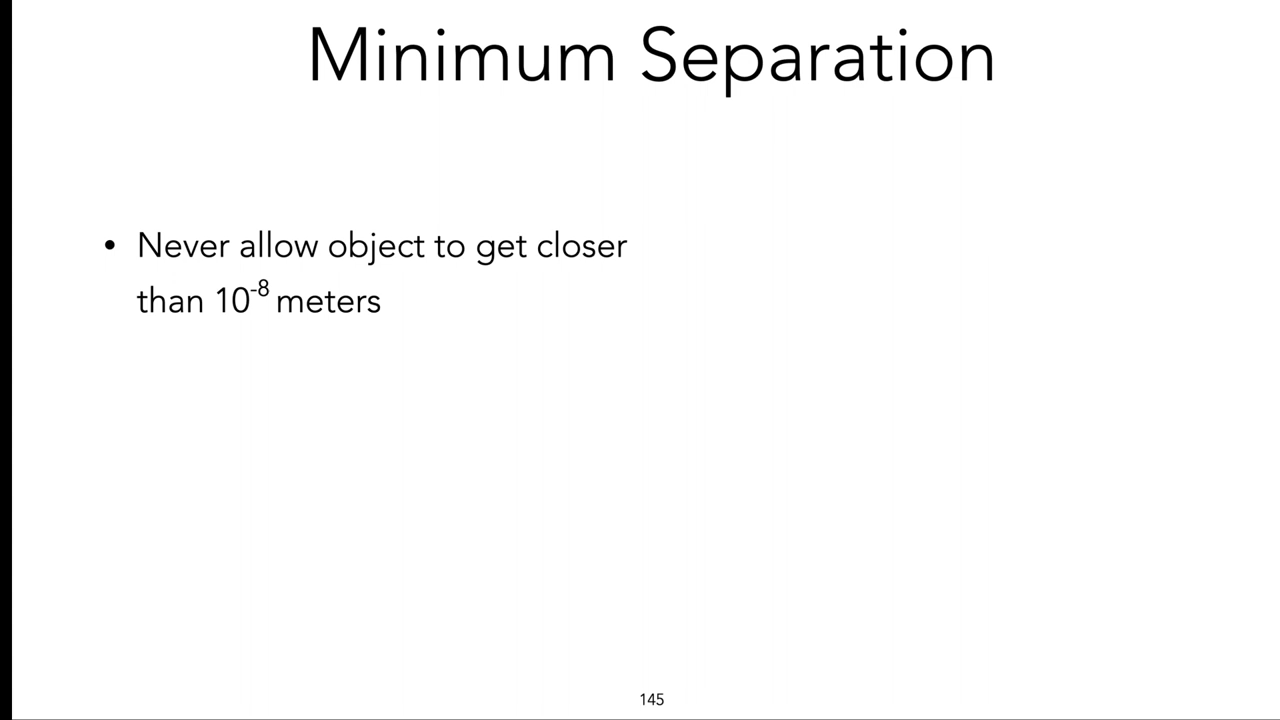 Minimum Separation
• Never allow object to get closer
than 10⁻⁸ meters
145